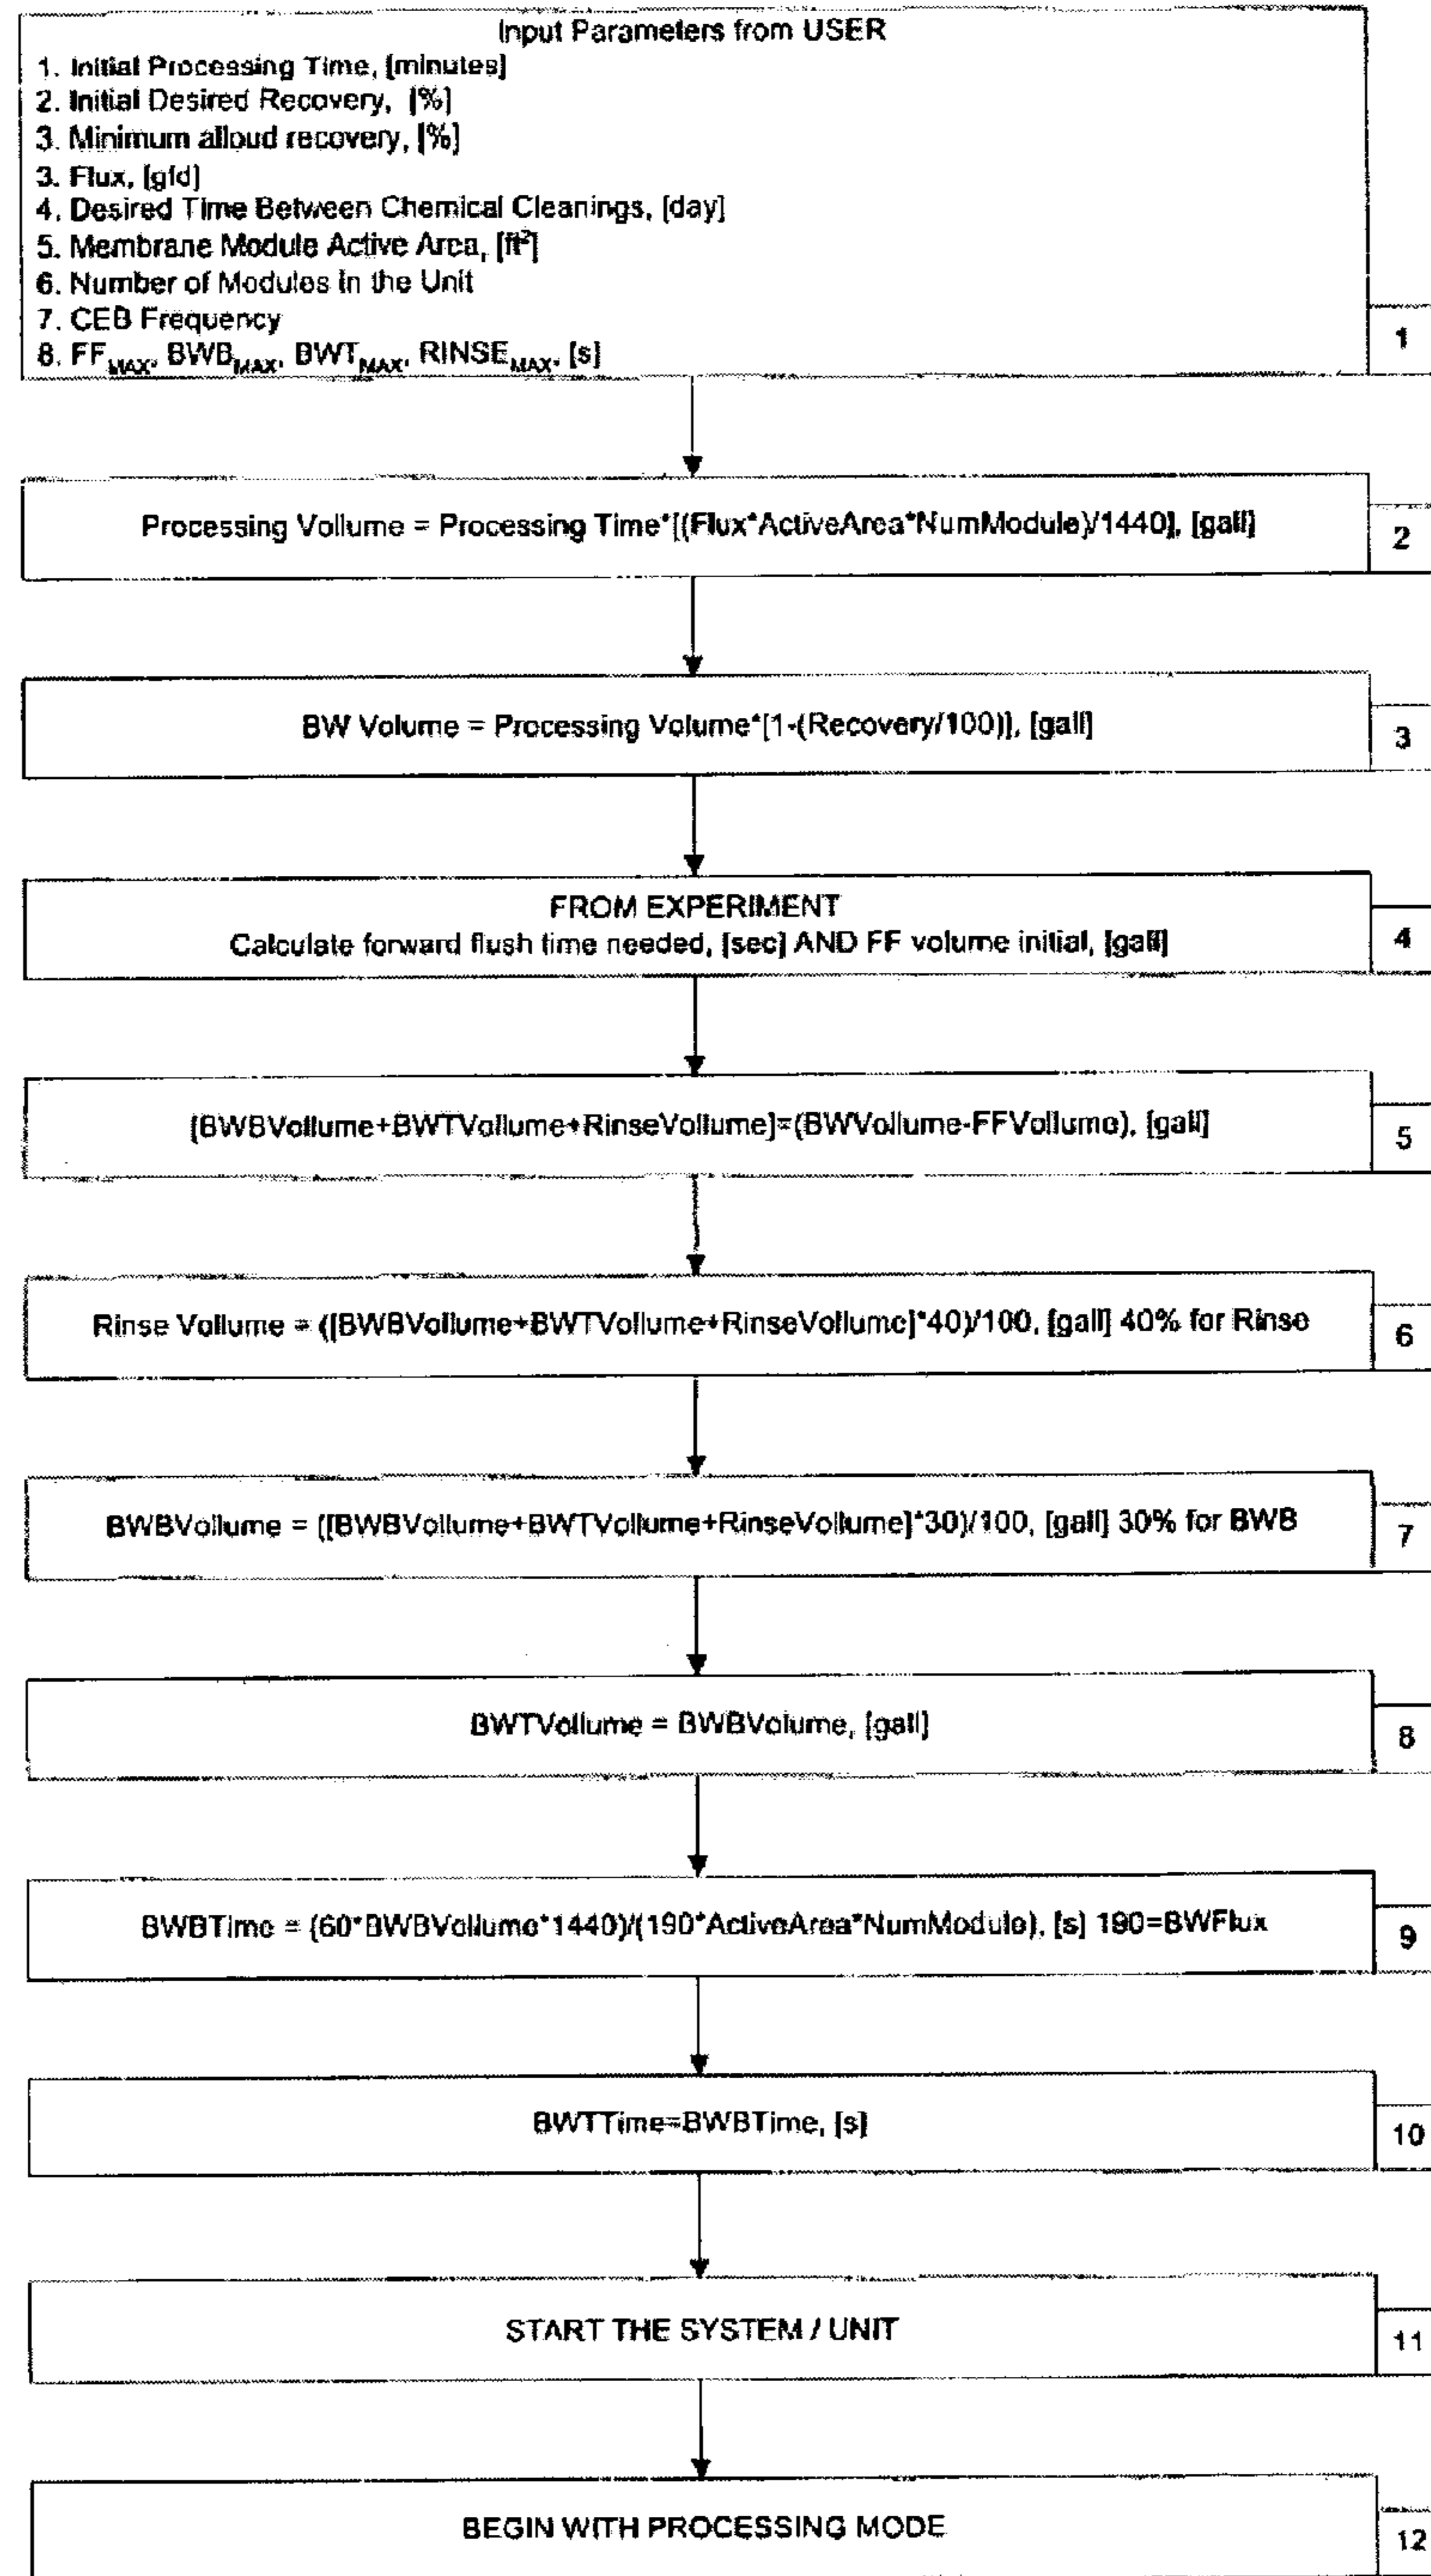 Input Parameters from USER
1. Initial Processing Time, [minutes]
2. Initial Desired Recovery, [%]
3. Minimum alloud recovery, [%]
3. Flux, [gfd]
4. Desired Time Between Chemical Cleanings, [day]
5. Membrane Module Active Area, [ft²]
6. Number of Modules in the Unit
7. CEB Frequency
8. FF_MAX, BWB_MAX, BWT_MAX, RINSE_MAX, [s]
1
Processing Vollume = Processing Time*[(Flux*ActiveArea*NumModule)/1440], [gall]
2
BW Volume = Processing Volume*[1-(Recovery/100)], [gall]
3
FROM EXPERIMENT
Calculate forward flush time needed, [sec] AND FF volume initial, [gall]
4
[BWBVollume+BWTVollume+RinseVollume]=(BWVollume-FFVollume), [gall]
5
Rinse Vollume = ([BWBVollume+BWTVollume+RinseVollume]*40)/100, [gall] 40% for Rinse
6
BWBVollume = ([BWBVollume+BWTVollume+RinseVollume]*30)/100, [gall] 30% for BWB
7
BWTVollume = BWBVolume, [gall]
8
BWBTime = (60*BWBVollume*1440)/(190*ActiveArea*NumModule), [s] 190=BWFlux
9
BWTTime=BWBTime, [s]
10
START THE SYSTEM / UNIT
11
BEGIN WITH PROCESSING MODE
12